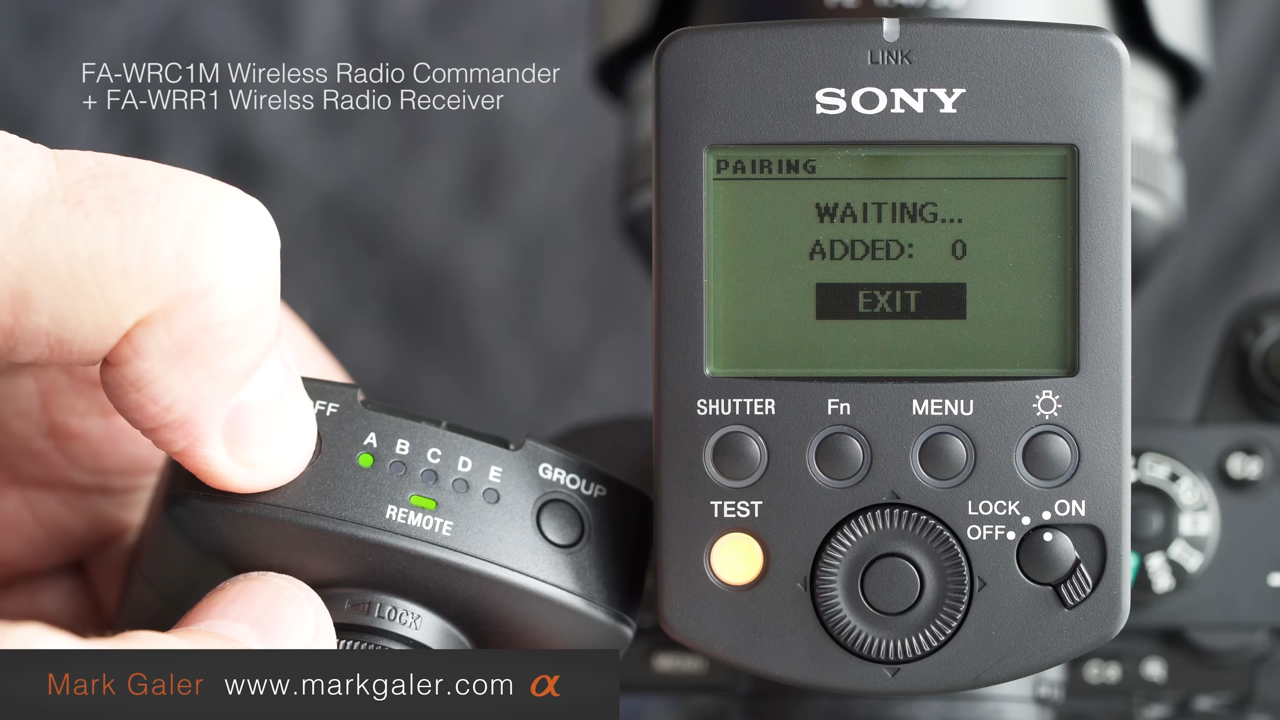 FA-WRC1M Wireless Radio Commander
+ FA-WRR1 Wirelss Radio Receiver
LINK
SONY
PAIRING
WAITING...
ADDED: 0
EXIT
SHUTTER Fn MENU
TEST
LOCK ON
OFF
OFF
A B C D E
GROUP
REMOTE
LOCK
Mark Galer www.markgaler.com α